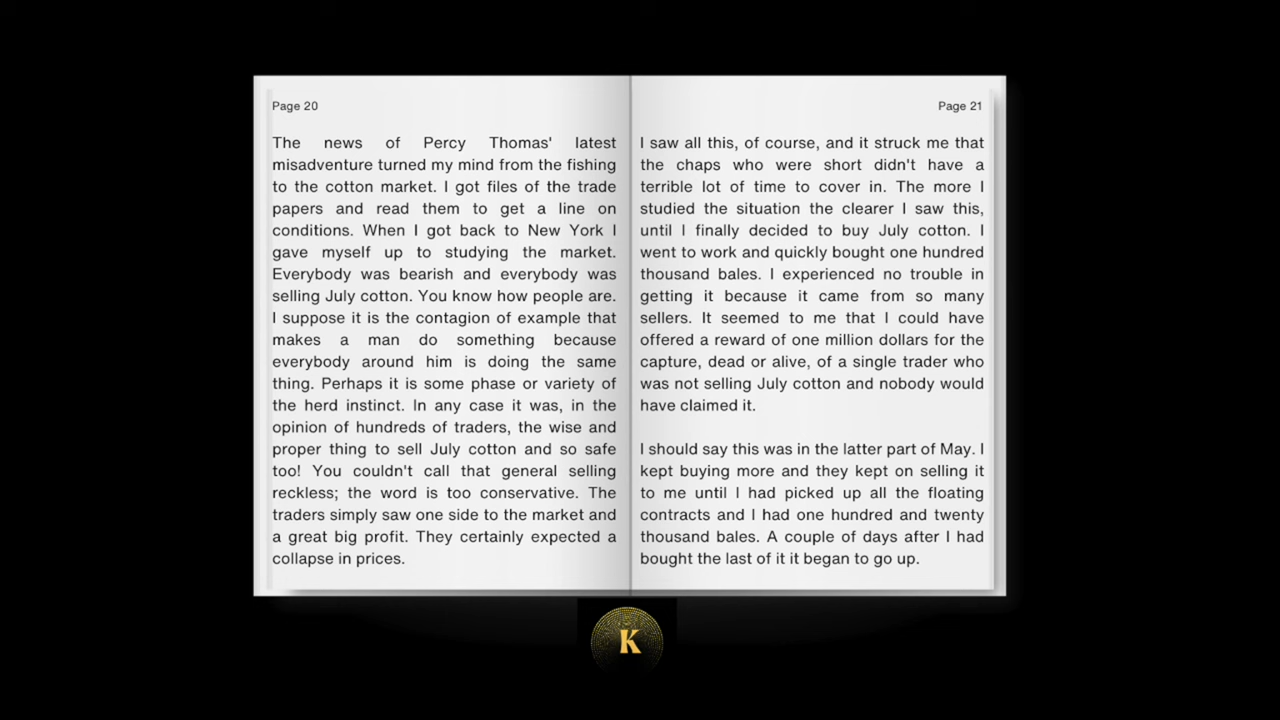 Page 20
The news of Percy Thomas' latest
misadventure turned my mind from the fishing
to the cotton market. I got files of the trade
papers and read them to get a line on
conditions. When I got back to New York I
gave myself up to studying the market.
Everybody was bearish and everybody was
selling July cotton. You know how people are.
I suppose it is the contagion of example that
makes a man do something because
everybody around him is doing the same
thing. Perhaps it is some phase or variety of
the herd instinct. In any case it was, in the
opinion of hundreds of traders, the wise and
proper thing to sell July cotton and so safe
too! You couldn't call that general selling
reckless; the word is too conservative. The
traders simply saw one side to the market and
a great big profit. They certainly expected a
collapse in prices.
Page 21
I saw all this, of course, and it struck me that
the chaps who were short didn't have a
terrible lot of time to cover in. The more I
studied the situation the clearer I saw this,
until I finally decided to buy July cotton. I
went to work and quickly bought one hundred
thousand bales. I experienced no trouble in
getting it because it came from so many
sellers. It seemed to me that I could have
offered a reward of one million dollars for the
capture, dead or alive, of a single trader who
was not selling July cotton and nobody would
have claimed it.
I should say this was in the latter part of May. I
kept buying more and they kept on selling it
to me until I had picked up all the floating
contracts and I had one hundred and twenty
thousand bales. A couple of days after I had
bought the last of it it began to go up.
K